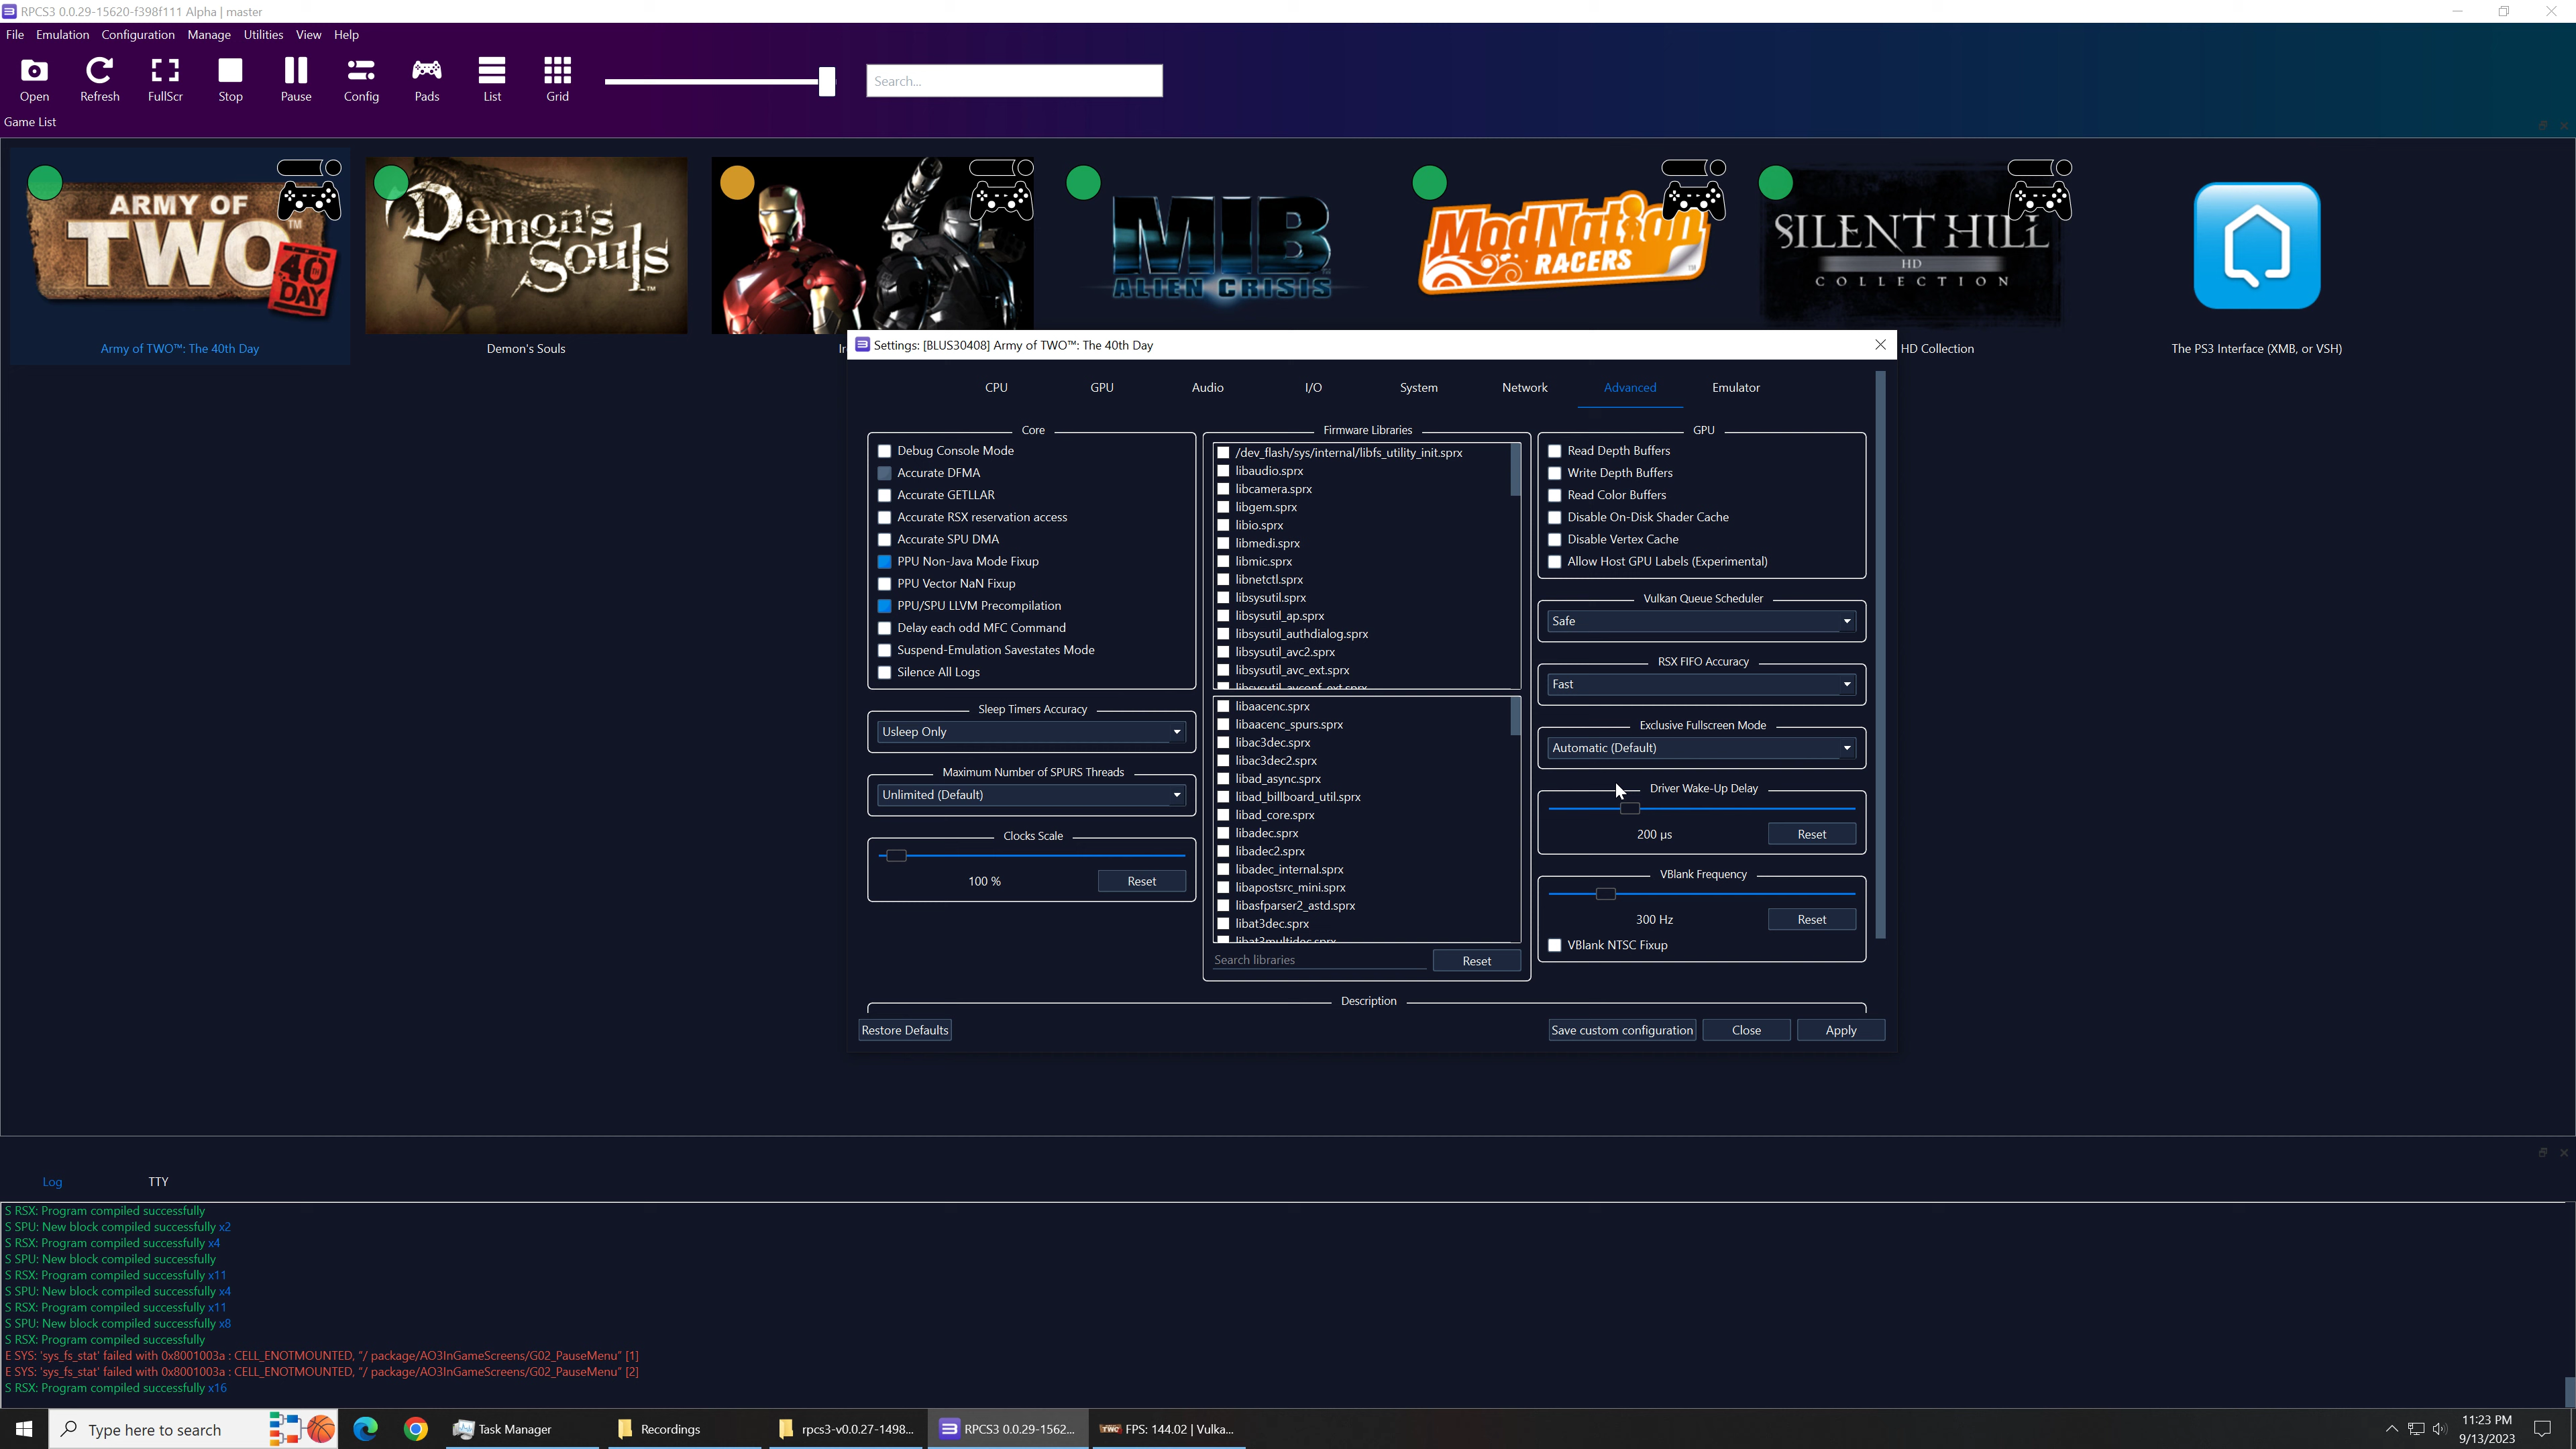 RPCS3 0.0.29-15620-f398f111 Alpha | master
File Emulation Configuration Manage Utilities View Help
Open Refresh FullScr Stop Pause Config Pads List Grid
Search...
Game List
ARMY OF TWO™ 40TH DAY
Demon's Souls™
MIB ALIEN CRISIS
ModNation RACERS
SILENT HILL HD COLLECTION
Army of TWO™: The 40th Day
Demon's Souls
HD Collection
The PS3 Interface (XMB, or VSH)
Settings: [BLUS30408] Army of TWO™: The 40th Day
CPU GPU Audio I/O System Network Advanced Emulator
Core
Debug Console Mode
Accurate DFMA
Accurate GETLLAR
Accurate RSX reservation access
Accurate SPU DMA
PPU Non-Java Mode Fixup
PPU Vector NaN Fixup
PPU/SPU LLVM Precompilation
Delay each odd MFC Command
Suspend-Emulation Savestates Mode
Silence All Logs
Sleep Timers Accuracy
Usleep Only
Maximum Number of SPURS Threads
Unlimited (Default)
Clocks Scale
100 %
Reset
Firmware Libraries
/dev_flash/sys/internal/libfs_utility_init.sprx
libaudio.sprx
libcamera.sprx
libgem.sprx
libio.sprx
libmedi.sprx
libmic.sprx
libnetctl.sprx
libsysutil.sprx
libsysutil_ap.sprx
libsysutil_authdialog.sprx
libsysutil_avc2.sprx
libsysutil_avc_ext.sprx
libsysutil_avconf_ext.sprx
libaacenc.sprx
libaacenc_spurs.sprx
libac3dec.sprx
libac3dec2.sprx
libad_async.sprx
libad_billboard_util.sprx
libad_core.sprx
libadec.sprx
libadec2.sprx
libadec_internal.sprx
libapostsrc_mini.sprx
libasfparser2_astd.sprx
libat3dec.sprx
libat3multidec.sprx
Search libraries
Reset
GPU
Read Depth Buffers
Write Depth Buffers
Read Color Buffers
Disable On-Disk Shader Cache
Disable Vertex Cache
Allow Host GPU Labels (Experimental)
Vulkan Queue Scheduler
Safe
RSX FIFO Accuracy
Fast
Exclusive Fullscreen Mode
Automatic (Default)
Driver Wake-Up Delay
200 µs
Reset
VBlank Frequency
300 Hz
Reset
VBlank NTSC Fixup
Description
Restore Defaults
Save custom configuration
Close
Apply
Log TTY
S RSX: Program compiled successfully
S SPU: New block compiled successfully x2
S RSX: Program compiled successfully x4
S SPU: New block compiled successfully
S RSX: Program compiled successfully x11
S SPU: New block compiled successfully x4
S RSX: Program compiled successfully x11
S SPU: New block compiled successfully x8
S RSX: Program compiled successfully
E SYS: 'sys_fs_stat' failed with 0x8001003a : CELL_ENOTMOUNTED, "/ package/AO3InGameScreens/G02_PauseMenu" [1]
E SYS: 'sys_fs_stat' failed with 0x8001003a : CELL_ENOTMOUNTED, "/ package/AO3InGameScreens/G02_PauseMenu" [2]
S RSX: Program compiled successfully x16
Type here to search
Task Manager
Recordings
rpcs3-v0.0.27-1498...
RPCS3 0.0.29-1562...
TWO FPS: 144.02 | Vulka...
11:23 PM
9/13/2023